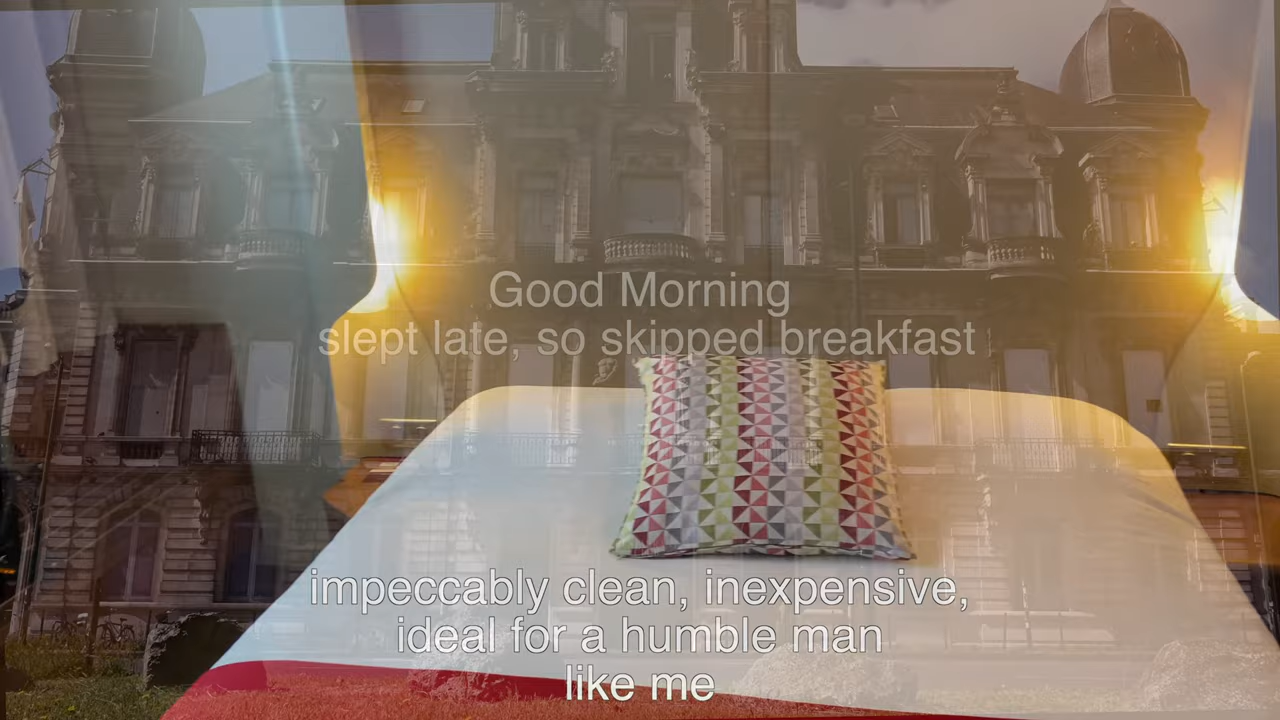 Good Morning
slept late, so skipped breakfast
impeccably clean, inexpensive,
ideal for a humble man
like me